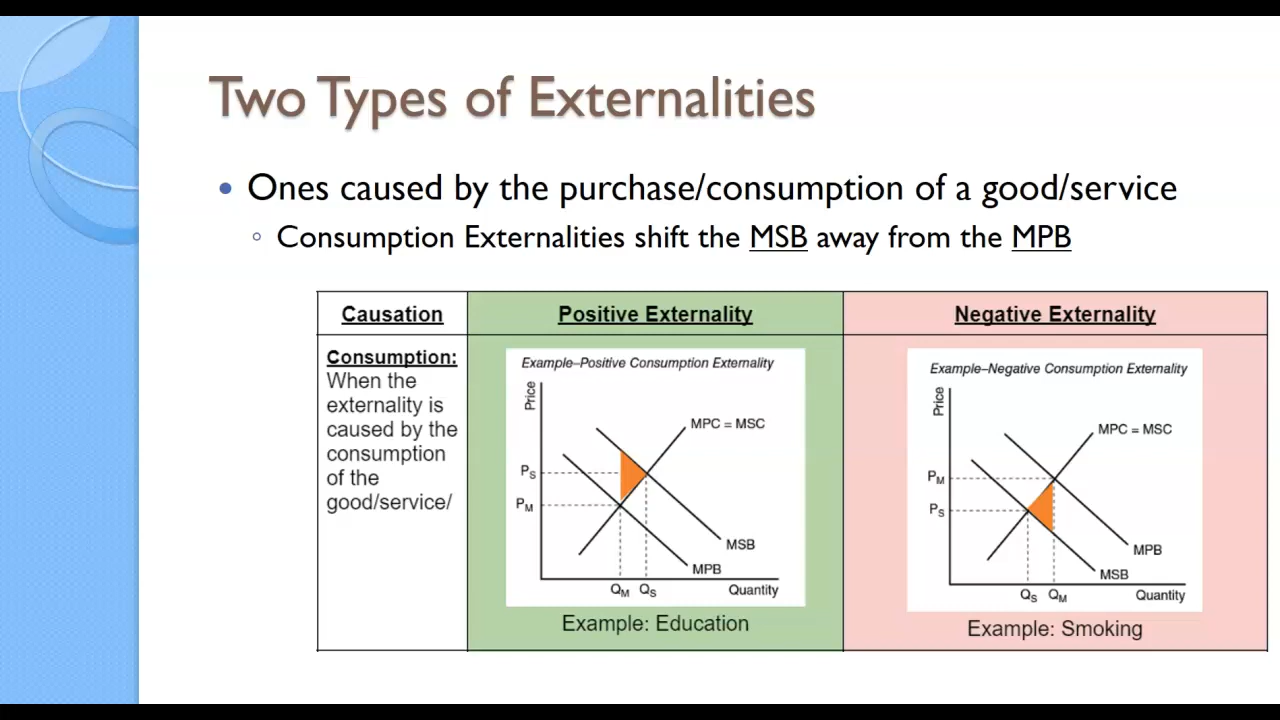 Two Types of Externalities
• Ones caused by the purchase/consumption of a good/service
◦ Consumption Externalities shift the MSB away from the MPB
Causation
Positive Externality
Negative Externality
Consumption:
When the
externality is
caused by the
consumption
of the
good/service/
Example–Positive Consumption Externality
Price
MPC = MSC
PS
PM
MSB
MPB
QM QS Quantity
Example: Education
Example–Negative Consumption Externality
Price
MPC = MSC
PM
PS
MPB
MSB
QS QM Quantity
Example: Smoking